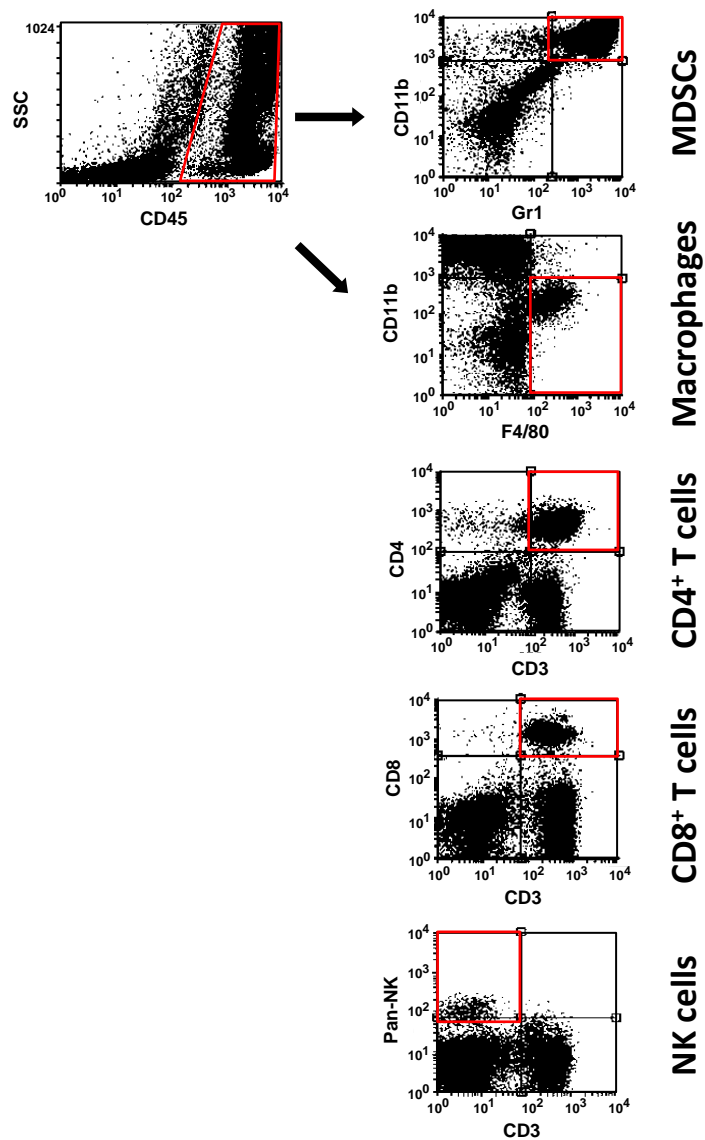 1024
SSC
10⁰ 10¹ 10² 10³ 10⁴
CD45
10⁴
10³
10²
10¹
10⁰
CD11b
10⁰ 10¹ 10² 10³ 10⁴
Gr1
MDSCs
10⁴
10³
10²
10¹
10⁰
CD11b
10⁰ 10¹ 10² 10³ 10⁴
F4/80
Macrophages
10⁴
10³
10²
10¹
10⁰
CD4
10⁰ 10¹ 10² 10³ 10⁴
CD3
CD4⁺ T cells
10⁴
10³
10²
10¹
10⁰
CD8
10⁰ 10¹ 10² 10³ 10⁴
CD3
CD8⁺ T cells
10⁴
10³
10²
10¹
10⁰
Pan-NK
10⁰ 10¹ 10² 10³ 10⁴
CD3
NK cells